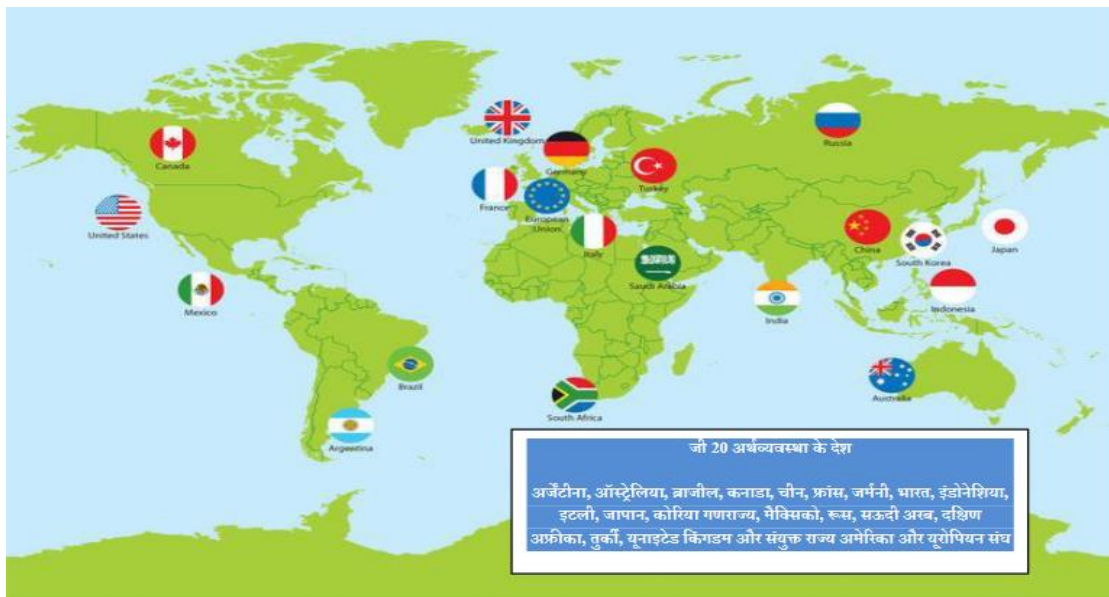 United Kingdom
Russia
Canada
Germany
Turkey
France
European
Union
United States
Italy
China
South Korea
Japan
Saudi Arabia
Mexico
India
Indonesia
Brazil
Australia
South Africa
Argentina
जी 20 अर्थव्यवस्था के देश
अर्जेंटीना, ऑस्ट्रेलिया, ब्राजील, कनाडा, चीन, फ्रांस, जर्मनी, भारत, इंडोनेशिया,
इटली, जापान, कोरिया गणराज्य, मैक्सिको, रूस, सऊदी अरब, दक्षिण
अफ्रीका, तुर्की, यूनाइटेड किंगडम और संयुक्त राज्य अमेरिका और यूरोपियन संघ